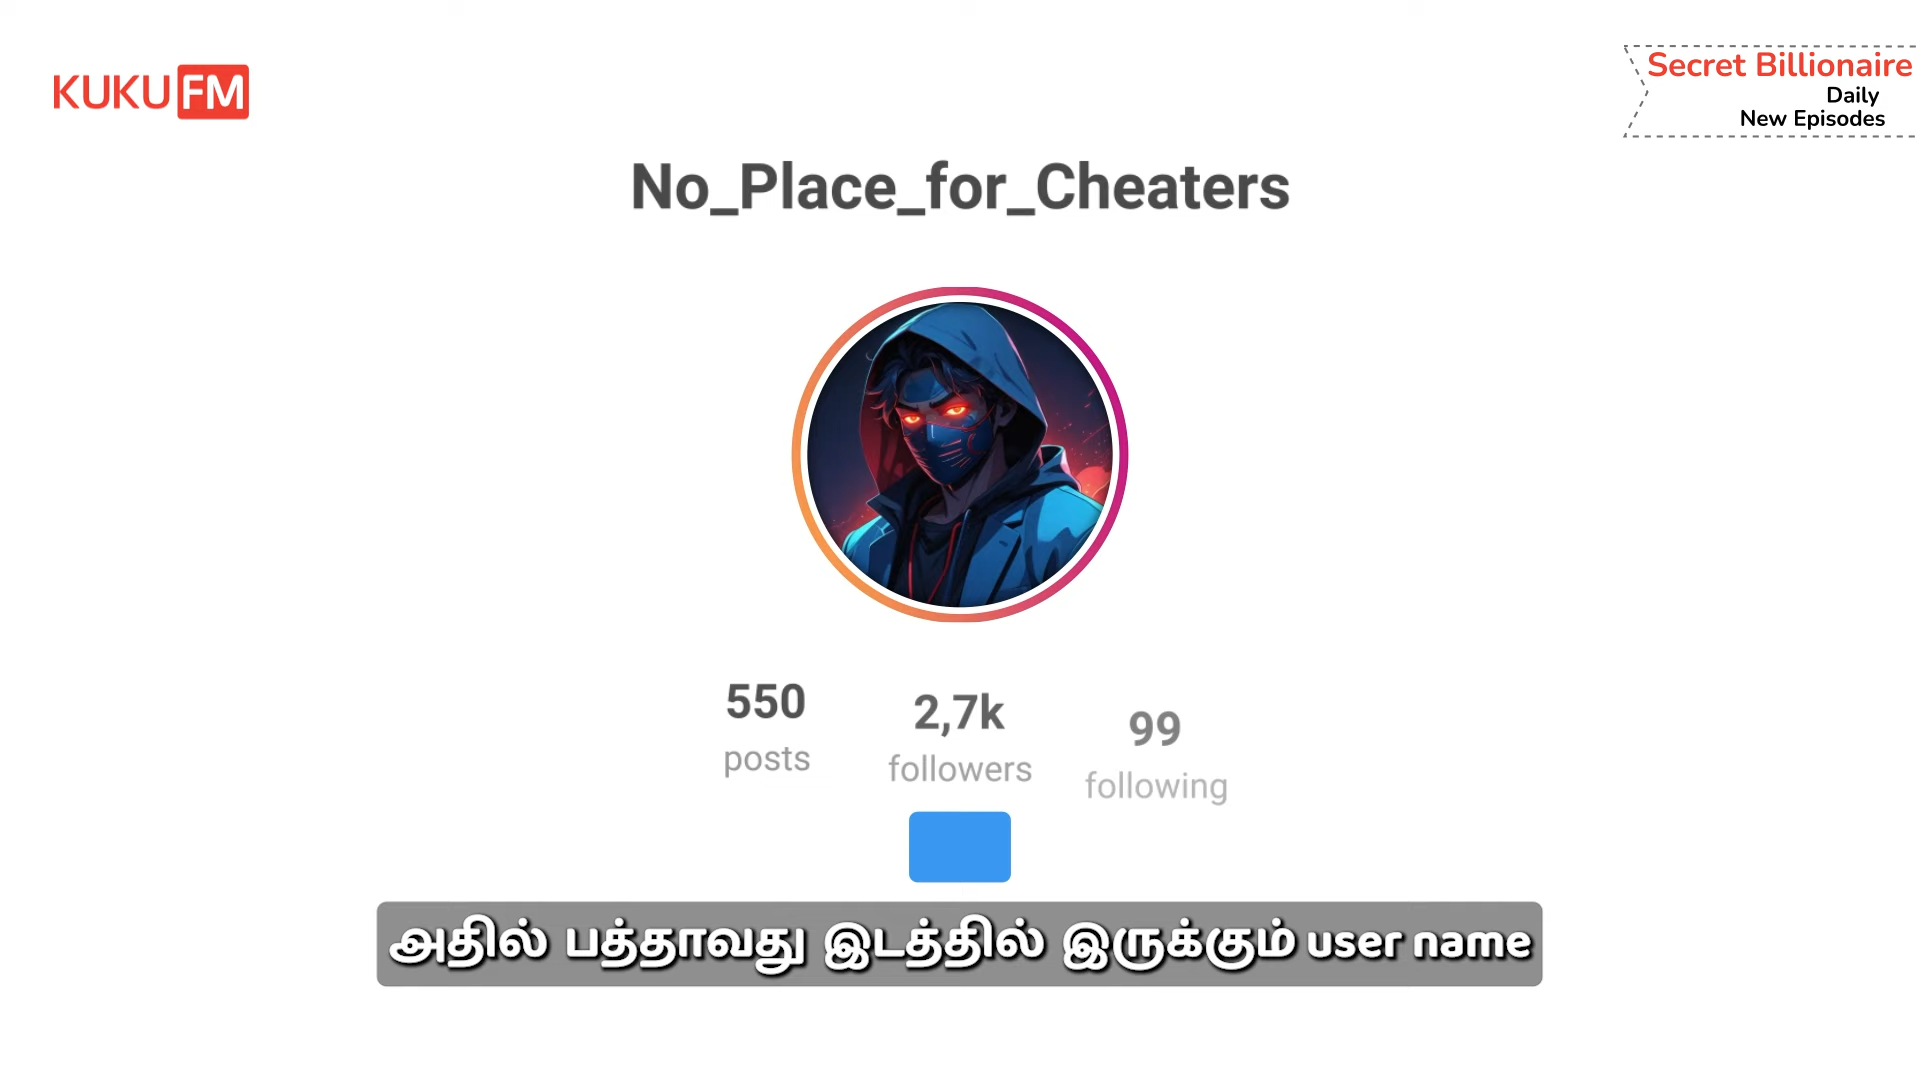 KUKU FM
Secret Billionaire
Daily
New Episodes
No_Place_for_Cheaters
550
posts
2,7k
followers
99
following
அதில் பத்தாவது இடத்தில் இருக்கும் user name